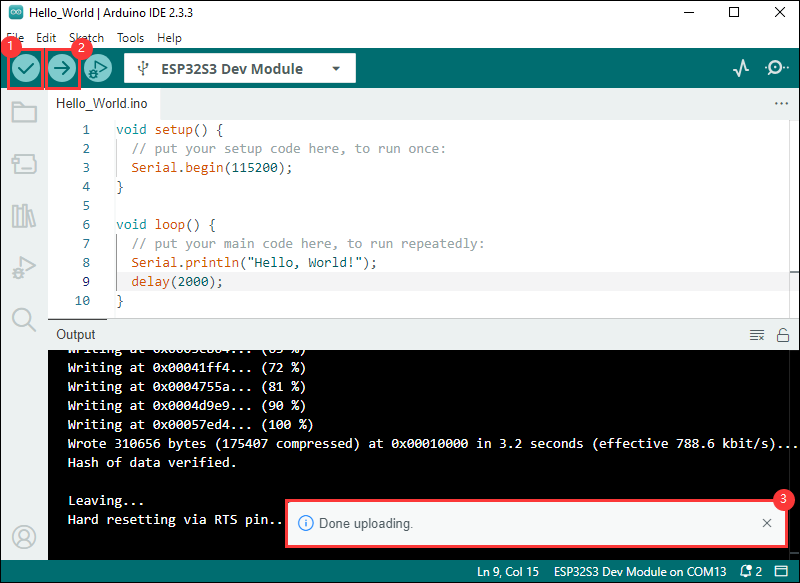 Hello_World | Arduino IDE 2.3.3
File Edit Sketch Tools Help
1
2
ESP32S3 Dev Module
Hello_World.ino
1 void setup() {
2 // put your setup code here, to run once:
3 Serial.begin(115200);
4 }
5
6 void loop() {
7 // put your main code here, to run repeatedly:
8 Serial.println("Hello, World!");
9 delay(2000);
10 }
Output
Writing at 0x00041ff4... (72 %)
Writing at 0x0004755a... (81 %)
Writing at 0x0004d9e9... (90 %)
Writing at 0x00057ed4... (100 %)
Wrote 310656 bytes (175407 compressed) at 0x00010000 in 3.2 seconds (effective 788.6 kbit/s)...
Hash of data verified.
Leaving...
Hard resetting via RTS pin...
3
Done uploading.
Ln 9, Col 15 ESP32S3 Dev Module on COM13 2